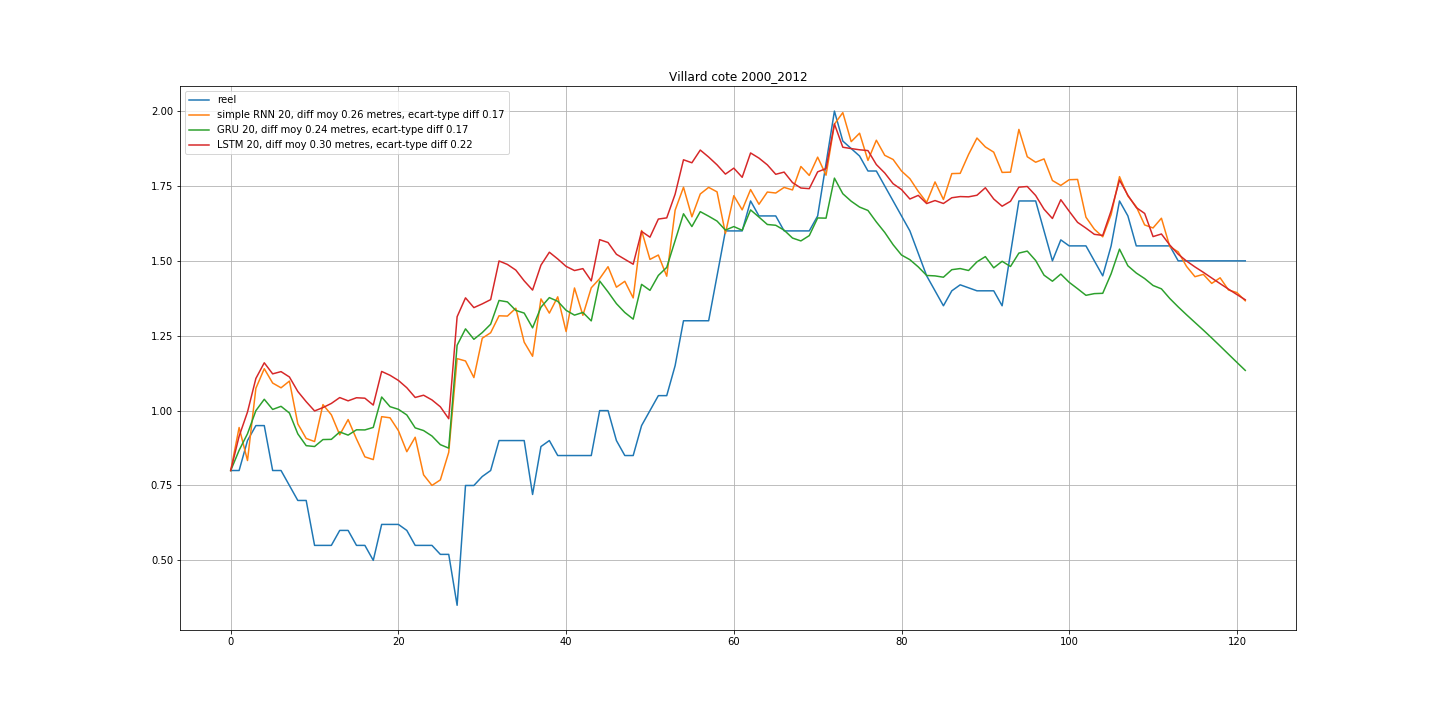 Villard cote 2000_2012
reel
simple RNN 20, diff moy 0.26 metres, ecart-type diff 0.17
GRU 20, diff moy 0.24 metres, ecart-type diff 0.17
LSTM 20, diff moy 0.30 metres, ecart-type diff 0.22
2.00
1.75
1.50
1.25
1.00
0.75
0.50
0 20 40 60 80 100 120